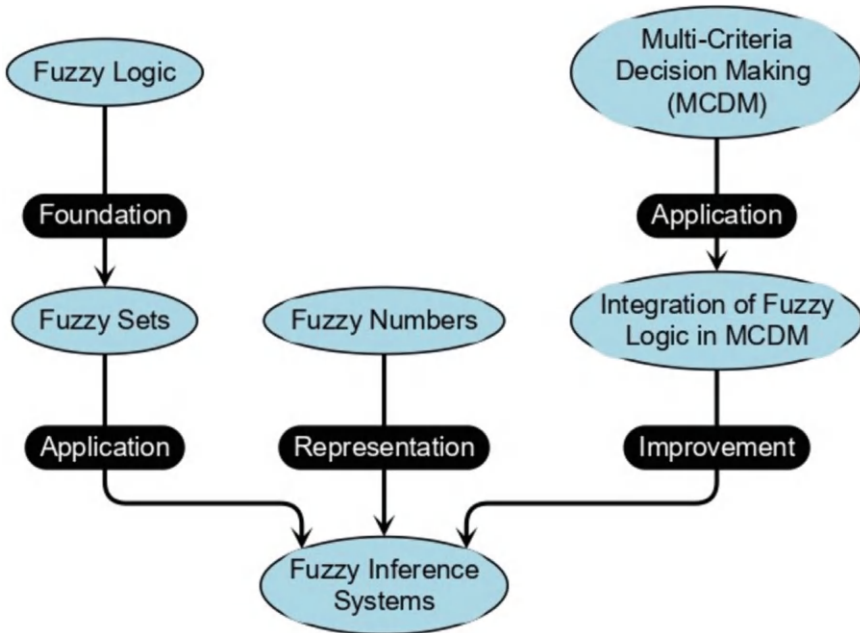 Fuzzy Logic
Multi-Criteria
Decision Making
(MCDM)
Foundation
Application
Fuzzy Sets
Fuzzy Numbers
Integration of Fuzzy
Logic in MCDM
Application
Representation
Improvement
Fuzzy Inference
Systems